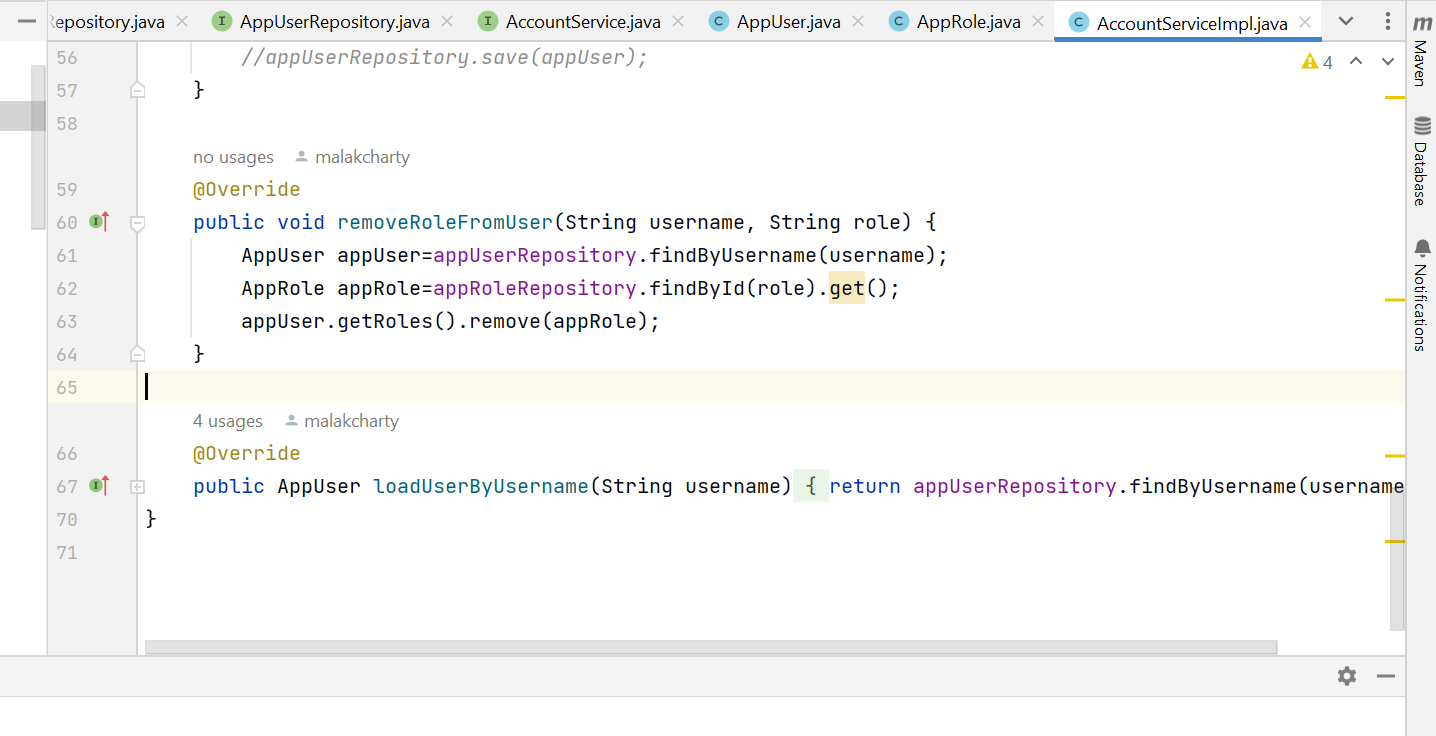 epository.java AppUserRepository.java AccountService.java AppUser.java AppRole.java AccountServiceImpl.java
56 //appUserRepository.save(appUser);
4
57 }
58
no usages malakcharty
59 @Override
60 public void removeRoleFromUser(String username, String role) {
61 AppUser appUser=appUserRepository.findByUsername(username);
62 AppRole appRole=appRoleRepository.findById(role).get();
63 appUser.getRoles().remove(appRole);
64 }
65
4 usages malakcharty
66 @Override
67 public AppUser loadUserByUsername(String username) { return appUserRepository.findByUsername(username
70 }
71
m Maven
Database
Notifications